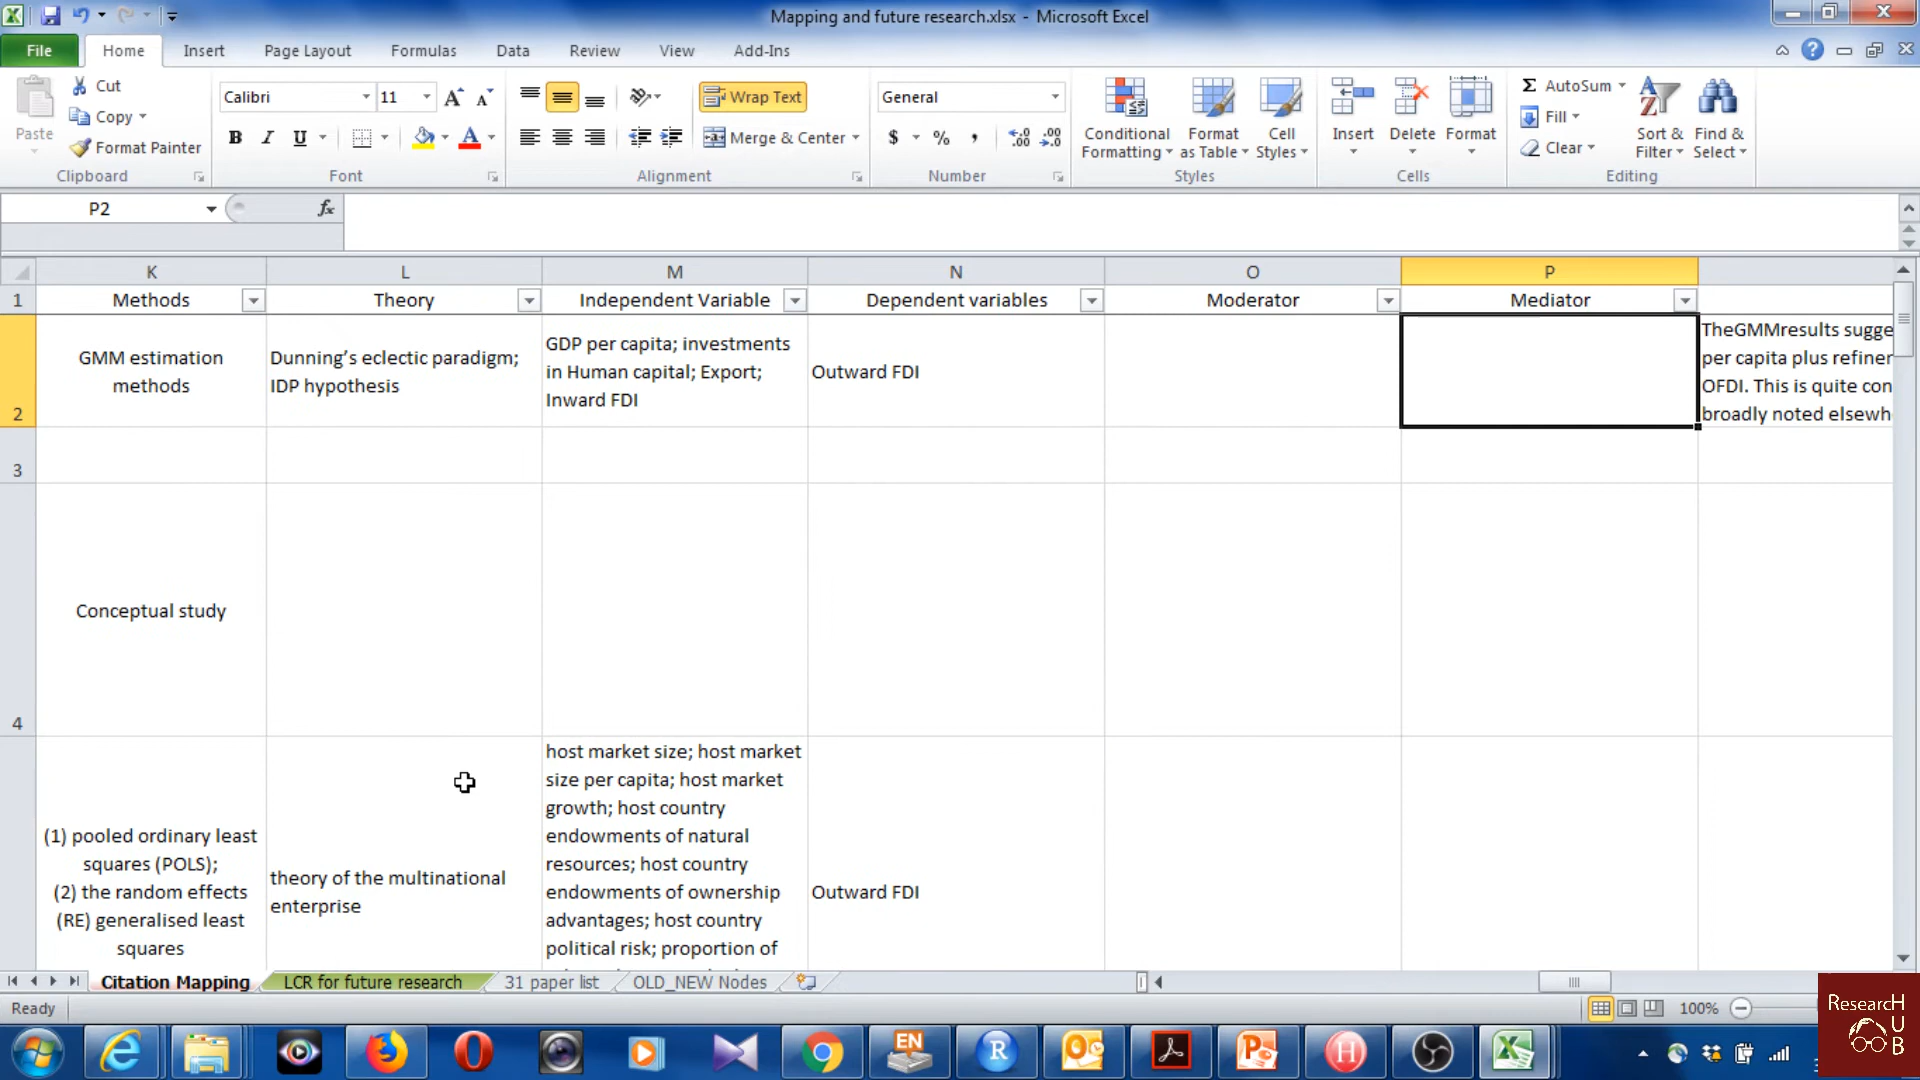 Mapping and future research.xlsx - Microsoft Excel
File Home Insert Page Layout Formulas Data Review View Add-Ins
Cut
Copy
Format Painter
Paste
Clipboard
Calibri 11
B I U
Font
Wrap Text
Merge & Center
Alignment
General
$ % ,
Number
Conditional Formatting
Format as Table
Cell Styles
Styles
Insert Delete Format
Cells
AutoSum
Fill
Clear
Sort & Filter
Find & Select
Editing
P2 fx
K L M N O P
1 Methods Theory Independent Variable Dependent variables Moderator Mediator
2
GMM estimation
methods
Dunning's eclectic paradigm;
IDP hypothesis
GDP per capita; investments
in Human capital; Export;
Inward FDI
Outward FDI
TheGMMresults sugge
per capita plus refiner
OFDI. This is quite con
broadly noted elsewh
3
4
Conceptual study
(1) pooled ordinary least
squares (POLS);
(2) the random effects
(RE) generalised least
squares
theory of the multinational
enterprise
host market size; host market
size per capita; host market
growth; host country
endowments of natural
resources; host country
endowments of ownership
advantages; host country
political risk; proportion of
Outward FDI
Citation Mapping LCR for future research 31 paper list OLD_NEW Nodes
Ready
100%
EN
ResearcH
U
B